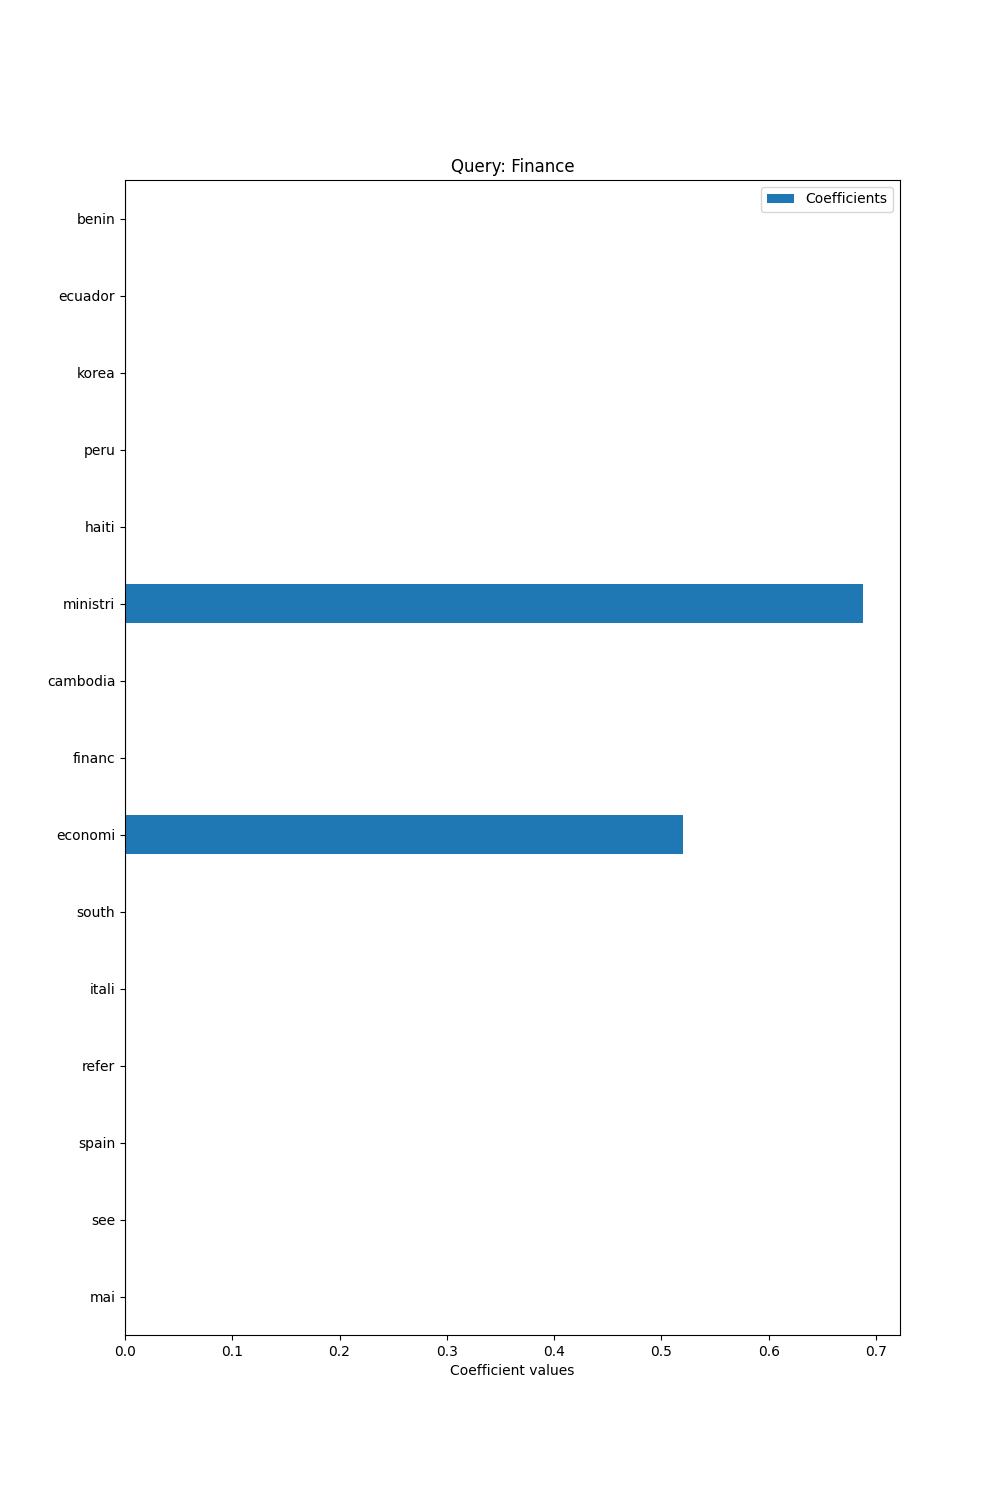 Query: Finance
Coefficients
benin
ecuador
korea
peru
haiti
ministri
cambodia
financ
economi
south
itali
refer
spain
see
mai
0.0 0.1 0.2 0.3 0.4 0.5 0.6 0.7
Coefficient values